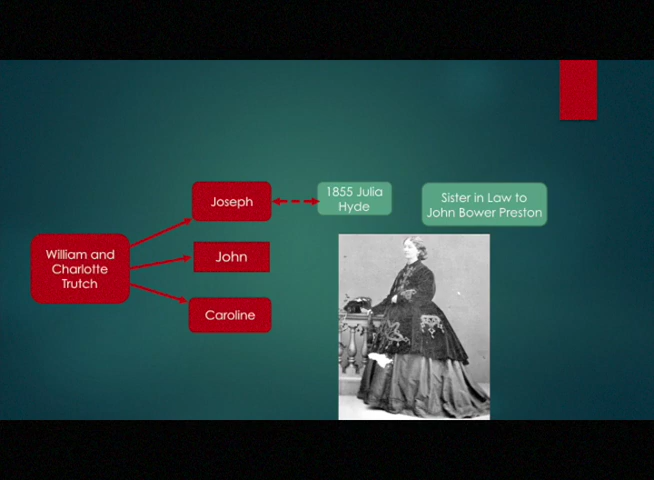 William and
Charlotte
Trutch
Joseph
John
Caroline
1855 Julia
Hyde
Sister in Law to
John Bower Preston